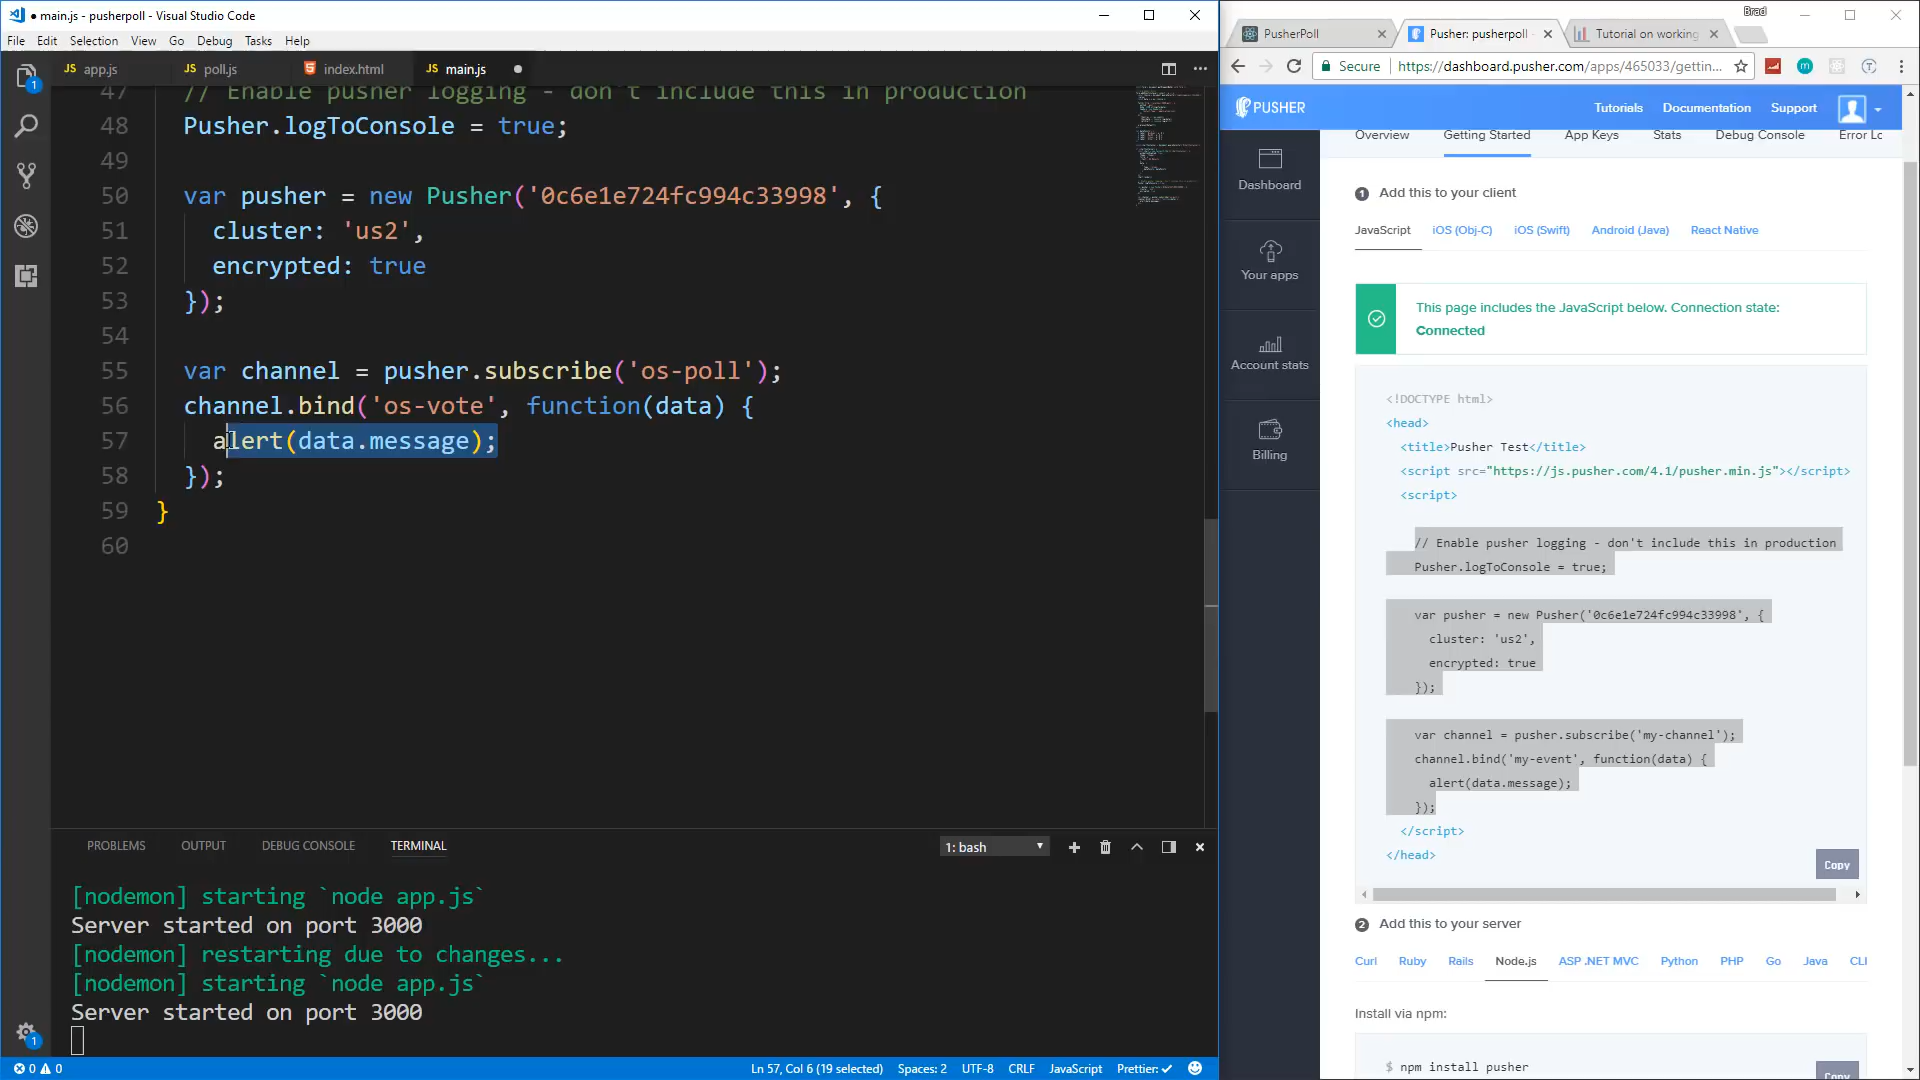 main.js - pusherpoll - Visual Studio Code
File Edit Selection View Go Debug Tasks Help
JS app.js JS poll.js index.html JS main.js
47 // Enable pusher logging - don't include this in production
48 Pusher.logToConsole = true;
49
50 var pusher = new Pusher('0c6e1e724fc994c33998', {
51 cluster: 'us2',
52 encrypted: true
53 });
54
55 var channel = pusher.subscribe('os-poll');
56 channel.bind('os-vote', function(data) {
57 alert(data.message);
58 });
59 }
60
PROBLEMS OUTPUT DEBUG CONSOLE TERMINAL 1: bash
[nodemon] starting `node app.js`
Server started on port 3000
[nodemon] restarting due to changes...
[nodemon] starting `node app.js`
Server started on port 3000
0 0 Ln 57, Col 6 (19 selected) Spaces: 2 UTF-8 CRLF JavaScript Prettier: ✓
1
1
Brad
PusherPoll Pusher: pusherpoll Tutorial on working
Secure https://dashboard.pusher.com/apps/465033/gettin...
PUSHER Tutorials Documentation Support
Overview Getting Started App Keys Stats Debug Console Error Lc
Dashboard
Your apps
Account stats
Billing
1 Add this to your client
JavaScript iOS (Obj-C) iOS (Swift) Android (Java) React Native
This page includes the JavaScript below. Connection state:
Connected
<!DOCTYPE html>
<head>
<title>Pusher Test</title>
<script src="https://js.pusher.com/4.1/pusher.min.js"></script>
<script>
// Enable pusher logging - don't include this in production
Pusher.logToConsole = true;
var pusher = new Pusher('0c6e1e724fc994c33998', {
cluster: 'us2',
encrypted: true
});
var channel = pusher.subscribe('my-channel');
channel.bind('my-event', function(data) {
alert(data.message);
});
</script>
</head>
Copy
2 Add this to your server
Curl Ruby Rails Node.js ASP .NET MVC Python PHP Go Java CLI
Install via npm:
$ npm install pusher
Copy